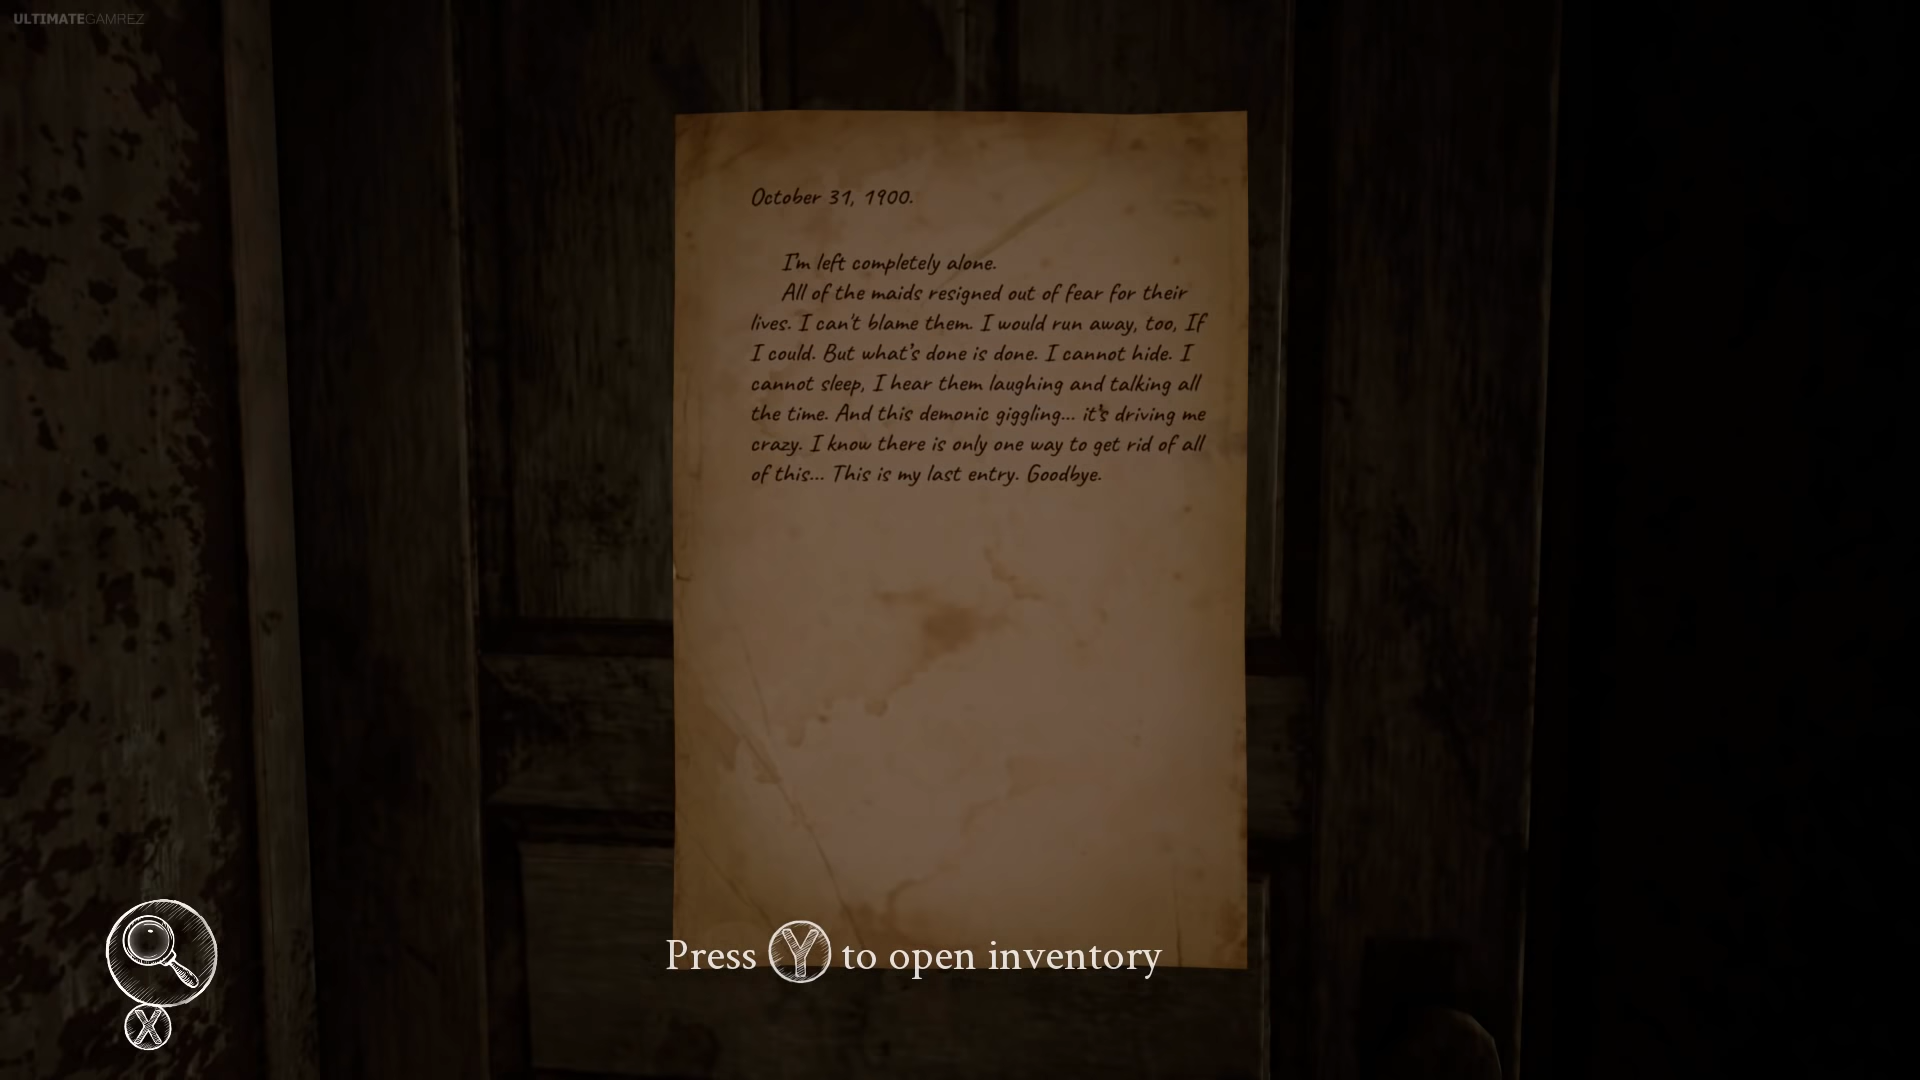 ULTIMATEGAMREZ
October 31, 1900.
I'm left completely alone.
All of the maids resigned out of fear for their
lives. I can't blame them. I would run away, too, If
I could. But what's done is done. I cannot hide. I
cannot sleep, I hear them laughing and talking all
the time. And this demonic giggling... it's driving me
crazy. I know there is only one way to get rid of all
of this... This is my last entry. Goodbye.
Press Y to open inventory
X